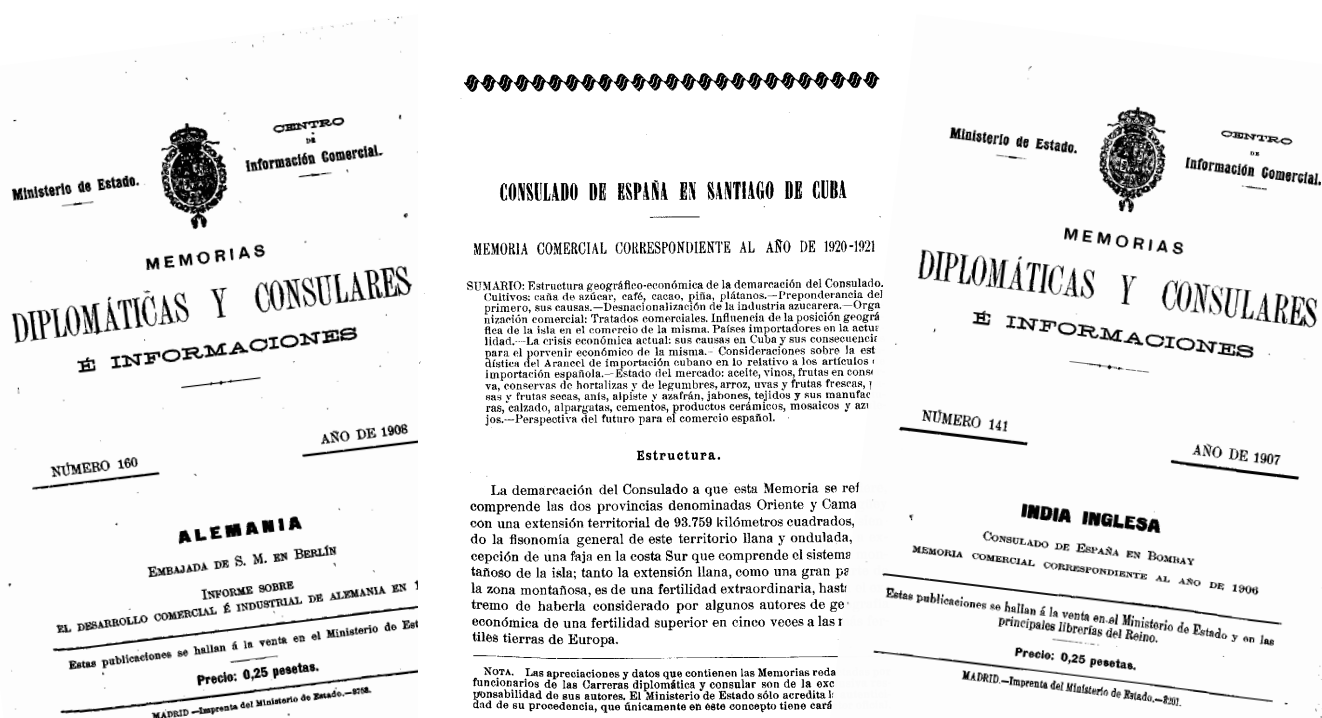 Ministerio de Estado.
CENTRO
DE
Información Comercial.
MEMORIAS
DIPLOMÁTICAS Y CONSULARES
É INFORMACIONES
NÚMERO 160
AÑO DE 1908
ALEMANIA
EMBAJADA DE S. M. EN BERLÍN
INFORME SOBRE
EL DESARROLLO COMERCIAL É INDUSTRIAL DE ALEMANIA EN 1
Estas publicaciones se hallan á la venta en el Ministerio de Est
Precio: 0,25 pesetas.
MADRID —Imprenta del Ministerio de Estado.—
CONSULADO DE ESPAÑA EN SANTIAGO DE CUBA
MEMORIA COMERCIAL CORRESPONDIENTE AL AÑO DE 1920-1921
SUMARIO: Estructura geográfico-económica de la demarcación del Consulado.
Cultivos: caña de azúcar, café, cacao, piña, plátanos.—Preponderancia del
primero, sus causas.—Desnacionalización de la industria azucarera.—Orga
nización comercial: Tratados comerciales. Influencia de la posición geográ
fica de la isla en el comercio de la misma. Países importadores en la actua
lidad.—La crisis económica actual: sus causas en Cuba y sus consecuencia
para el porvenir económico de la misma.- Consideraciones sobre la est
dística del Arancel de importación cubano en lo relativo a los artículos
importación española.—Estado del mercado: aceite, vinos, frutas en conse
va, conservas de hortalizas y de legumbres, arroz, uvas y frutas frescas,
sas y frutas secas, anís, alpiste y azafrán, jabones, tejidos y sus manufac
ras, calzado, alpargatas, cementos, productos cerámicos, mosaicos y azu
jos.—Perspectiva del futuro para el comercio español.
Estructura.
La demarcación del Consulado a que esta Memoria se ref
comprende las dos provincias denominadas Oriente y Cama
con una extensión territorial de 93.759 kilómetros cuadrados,
do la fisonomía general de este territorio llana y ondulada,
cepción de una faja en la costa Sur que comprende el sistema
tañoso de la isla; tanto la extensión llana, como una gran pa
la zona montañosa, es de una fertilidad extraordinaria, hasta
tremo de haberla considerado por algunos autores de ge
económica de una fertilidad superior en cinco veces a las
tiles tierras de Europa.
NOTA. Las apreciaciones y datos que contienen las Memorias reda
funcionarios de las Carreras diplomática y consular son de la exc
ponsabilidad de sus autores. El Ministerio de Estado sólo acredita
dad de su procedencia, que únicamente en este concepto tiene cará
Ministerio de Estado.
CENTRO
DE
Información Comercial.
MEMORIAS
DIPLOMÁTICAS Y CONSULARES
É INFORMACIONES
NÚMERO 141
AÑO DE 1907
INDIA INGLESA
CONSULADO DE ESPAÑA EN BOMBAY
MEMORIA COMERCIAL CORRESPONDIENTE AL AÑO DE 1906
Estas publicaciones se hallan á la venta en el Ministerio de Estado y en las
principales librerías del Reino.
Precio: 0,25 pesetas.
MADRID.—Imprenta del Ministerio de Estado.—8201.